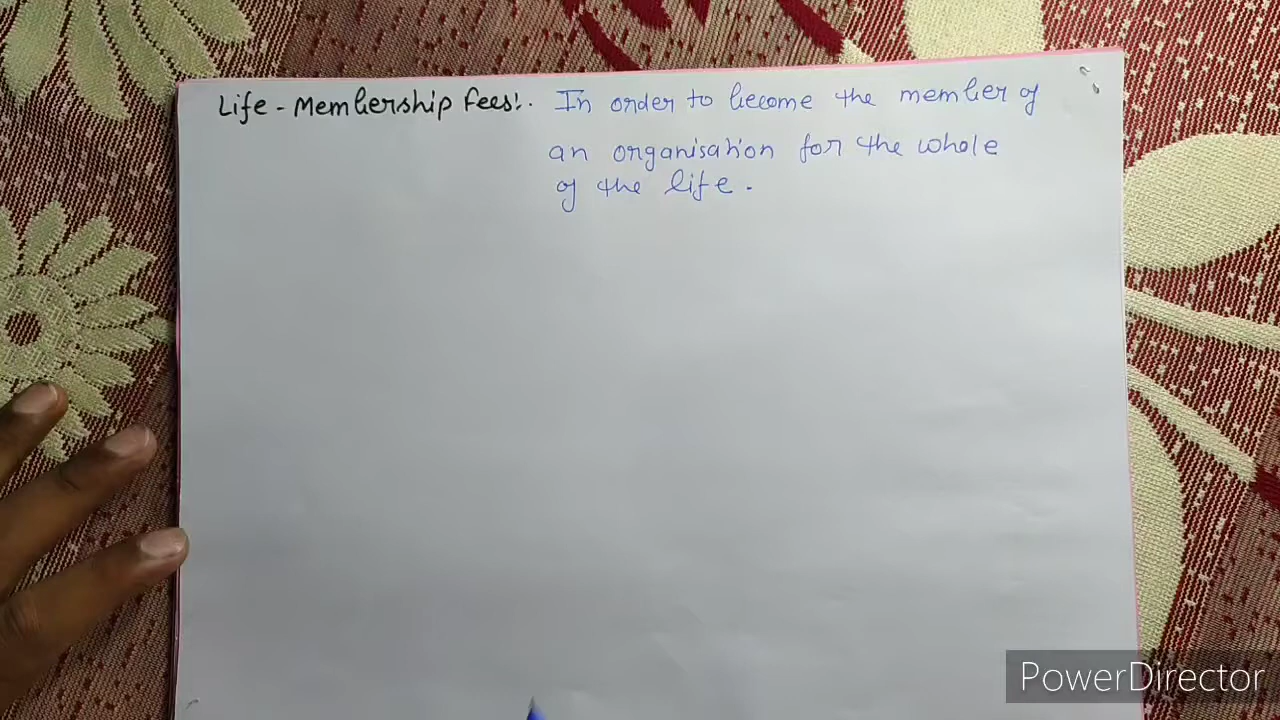 Life - Membership Fees:. In order to become the member of
an organisation for the whole
of the life.
PowerDirector